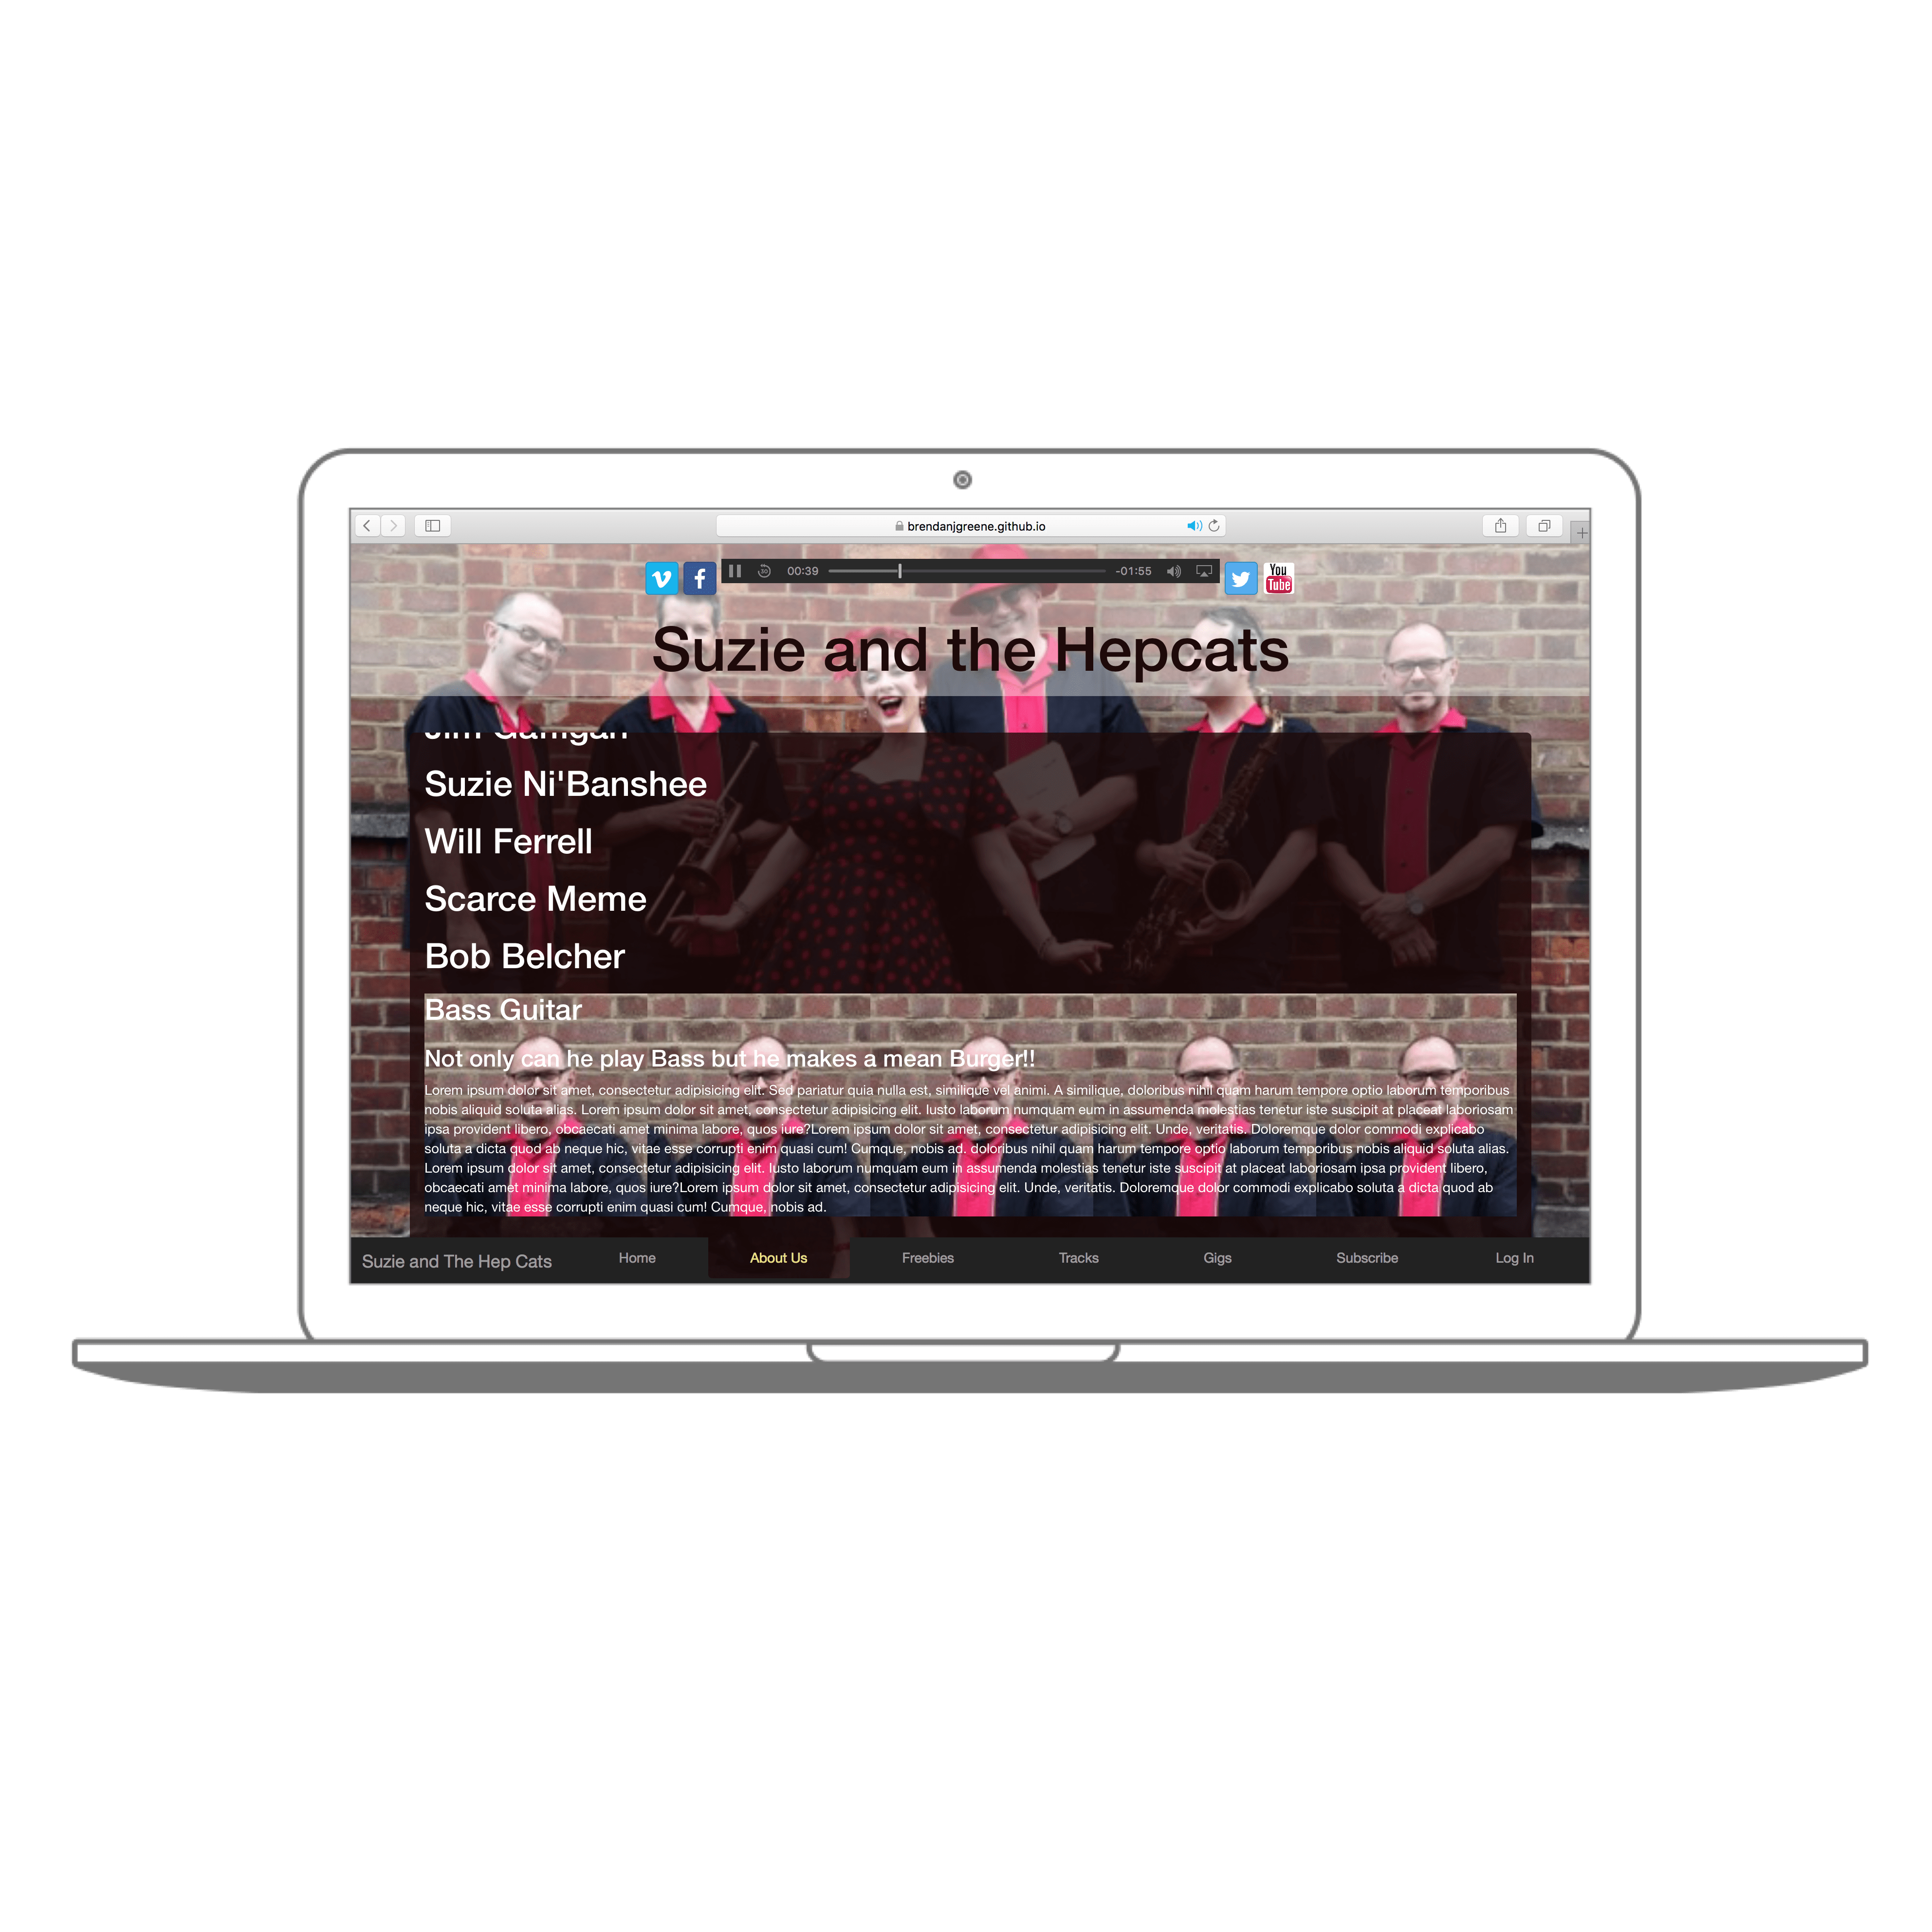 brendanjgreene.github.io
30 00:39 -01:55 You Tube
Suzie and the Hepcats
Suzie Ni'Banshee
Will Ferrell
Scarce Meme
Bob Belcher
Bass Guitar
Not only can he play Bass but he makes a mean Burger!!
Lorem ipsum dolor sit amet, consectetur adipisicing elit. Sed pariatur quia nulla est, similique vel animi. A similique, doloribus nihil quam harum tempore optio laborum temporibus
nobis aliquid soluta alias. Lorem ipsum dolor sit amet, consectetur adipisicing elit. Iusto laborum numquam eum in assumenda molestias tenetur iste suscipit at placeat laboriosam
ipsa provident libero, obcaecati amet minima labore, quos iure?Lorem ipsum dolor sit amet, consectetur adipisicing elit. Unde, veritatis. Doloremque dolor commodi explicabo
soluta a dicta quod ab neque hic, vitae esse corrupti enim quasi cum! Cumque, nobis ad. doloribus nihil quam harum tempore optio laborum temporibus nobis aliquid soluta alias.
Lorem ipsum dolor sit amet, consectetur adipisicing elit. Iusto laborum numquam eum in assumenda molestias tenetur iste suscipit at placeat laboriosam ipsa provident libero,
obcaecati amet minima labore, quos iure?Lorem ipsum dolor sit amet, consectetur adipisicing elit. Unde, veritatis. Doloremque dolor commodi explicabo soluta a dicta quod ab
neque hic, vitae esse corrupti enim quasi cum! Cumque, nobis ad.
Suzie and The Hep Cats Home About Us Freebies Tracks Gigs Subscribe Log In